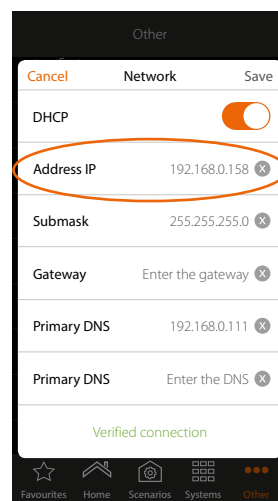 Other
Cancel Network Save
DHCP
Address IP 192.168.0.158 X
Submask 255.255.255.0 X
Gateway Enter the gateway X
Primary DNS 192.168.0.111 X
Primary DNS Enter the DNS X
Verified connection
Favourites Home Scenarios Systems Other